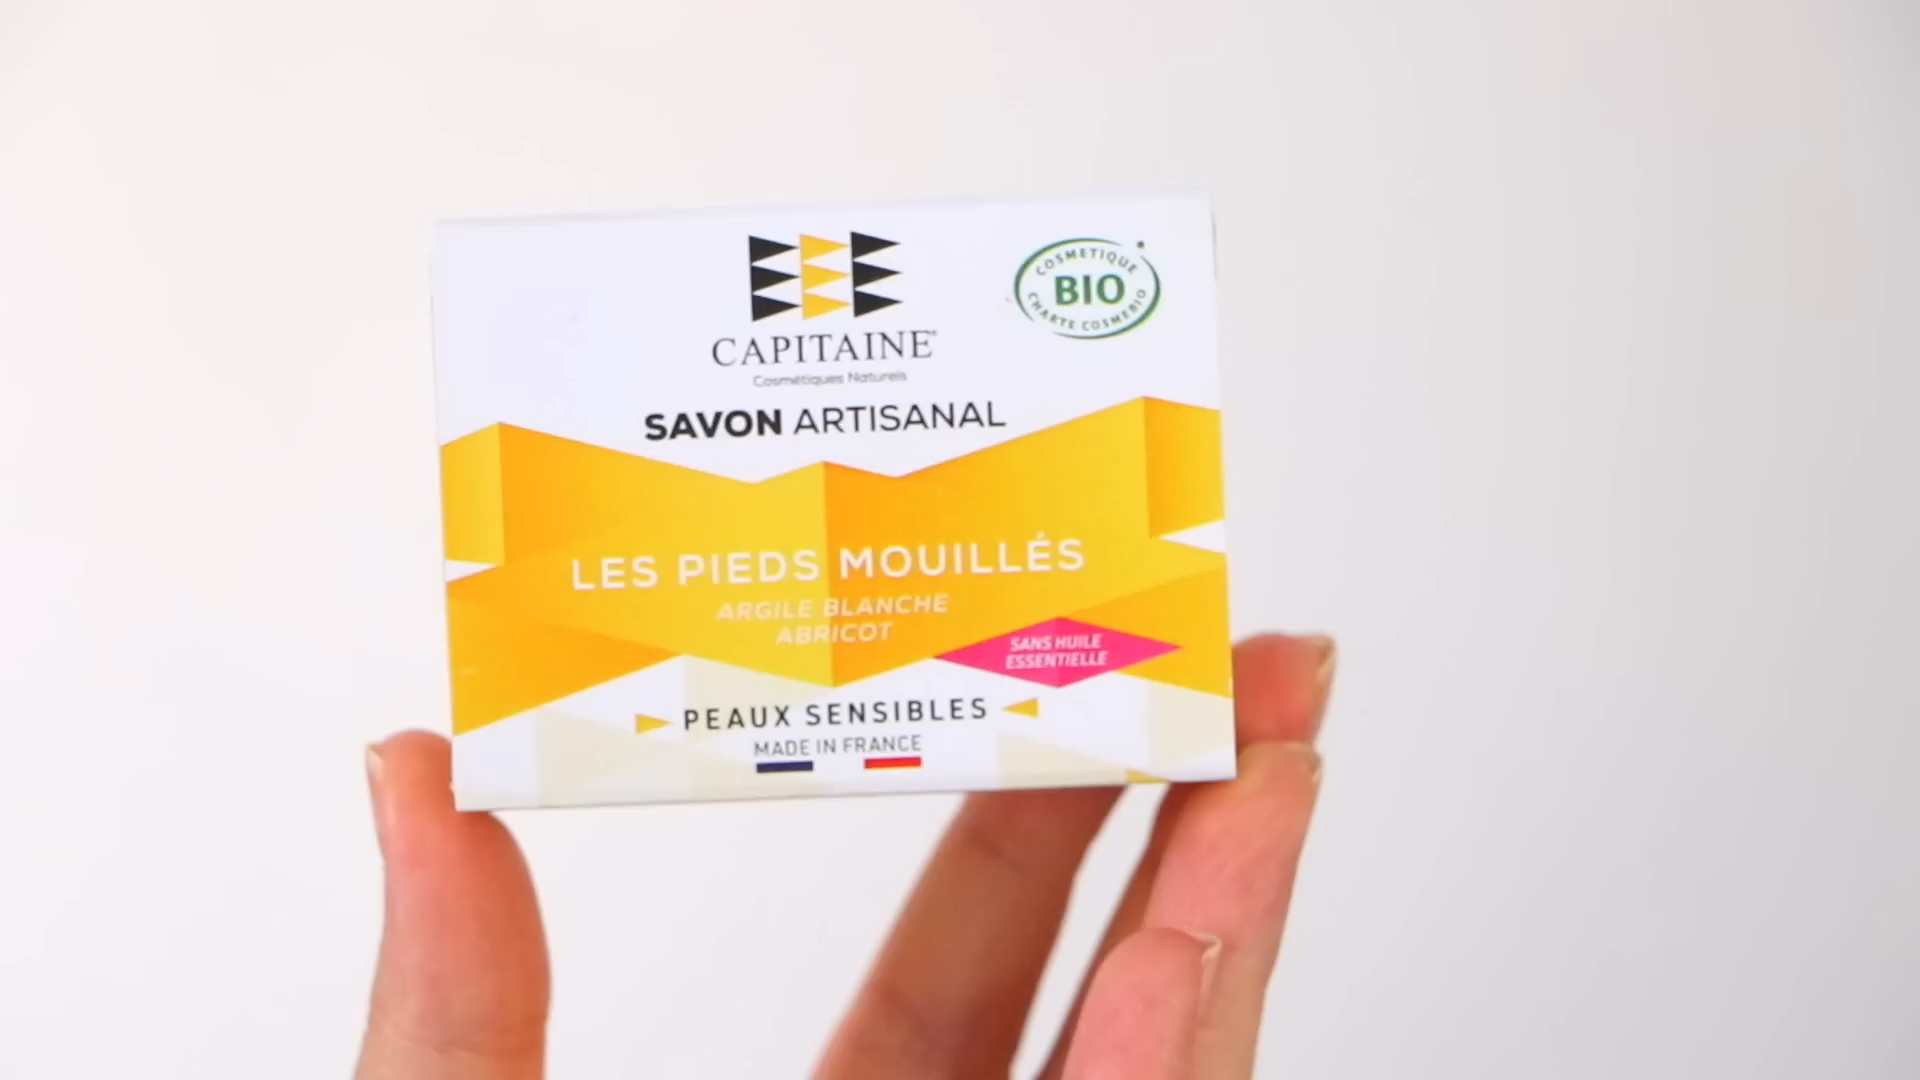 CAPITAINE
Cosmétiques Naturels
COSMETIQUE
BIO
CHARTE COSMEBIO
SAVON ARTISANAL
LES PIEDS MOUILLÉS
ARGILE BLANCHE
ABRICOT
SANS HUILE
ESSENTIELLE
PEAUX SENSIBLES
MADE IN FRANCE